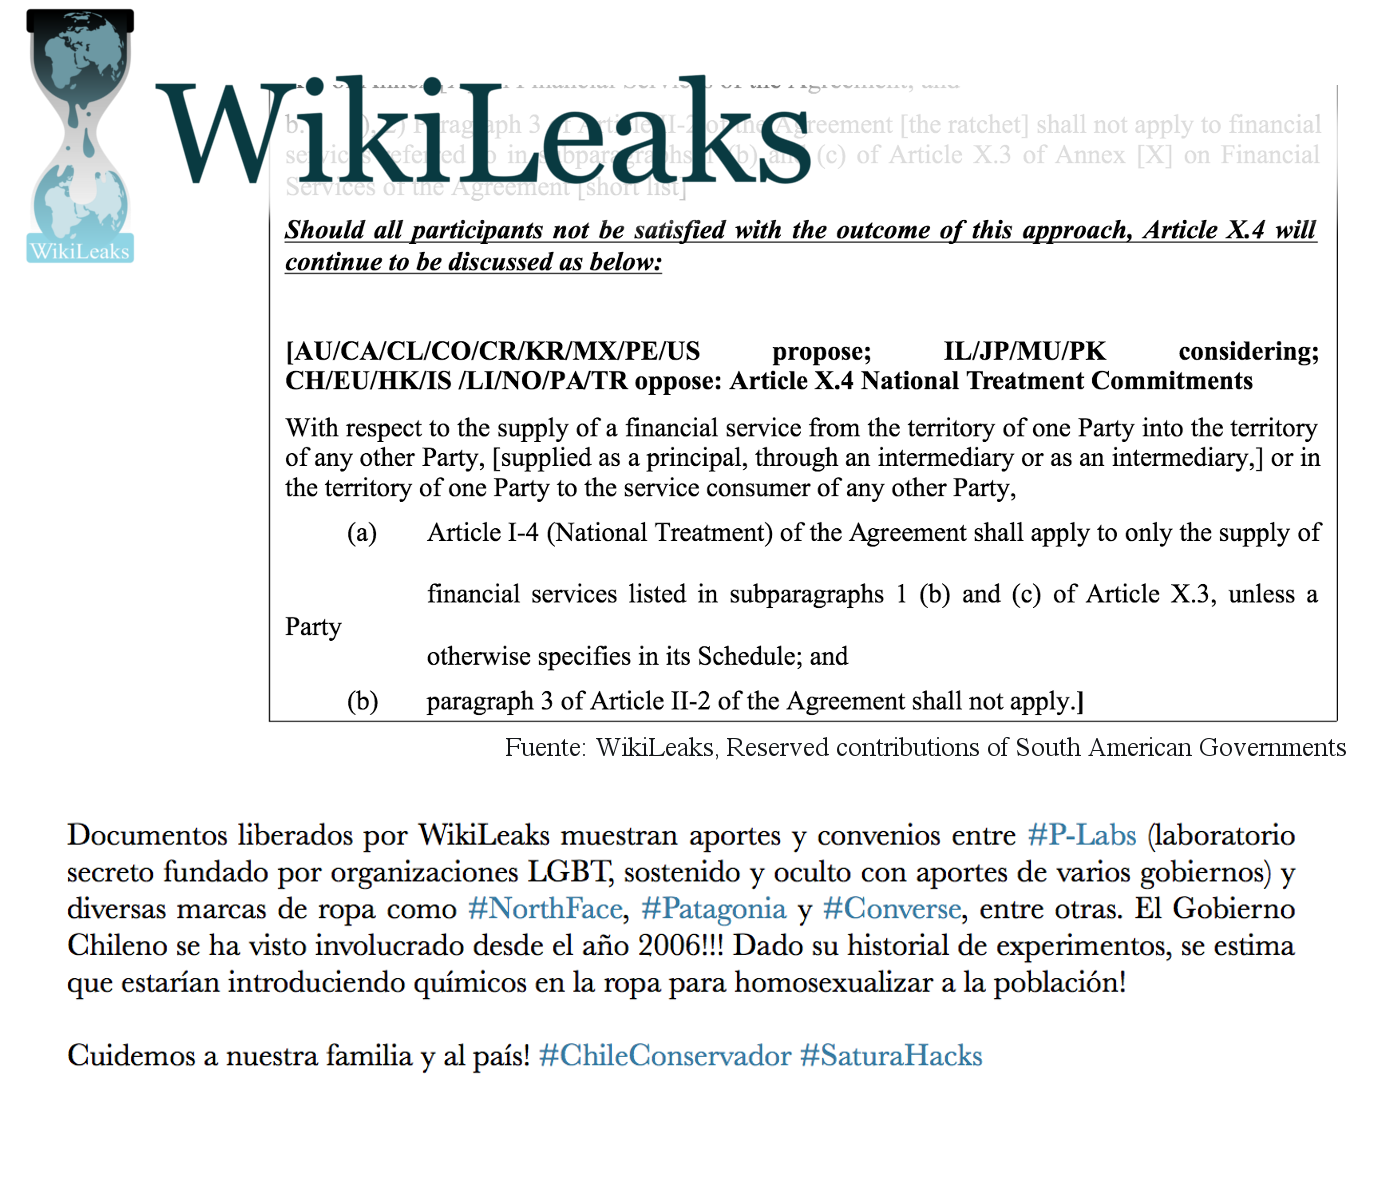 WikiLeaks
WikiLeaks
Financial Services of the Agreement, and
b. 3 Article II-2 of the Agreement [the ratchet] shall not apply to financial
services referred to in subparagraphs (b) and (c) of Article X.3 of Annex [X] on Financial
Services of the Agreement [short list]
Should all participants not be satisfied with the outcome of this approach, Article X.4 will
continue to be discussed as below:
[AU/CA/CL/CO/CR/KR/MX/PE/US propose; IL/JP/MU/PK considering;
CH/EU/HK/IS /LI/NO/PA/TR oppose: Article X.4 National Treatment Commitments
With respect to the supply of a financial service from the territory of one Party into the territory
of any other Party, [supplied as a principal, through an intermediary or as an intermediary,] or in
the territory of one Party to the service consumer of any other Party,
(a) Article I-4 (National Treatment) of the Agreement shall apply to only the supply of
financial services listed in subparagraphs 1 (b) and (c) of Article X.3, unless a
Party
otherwise specifies in its Schedule; and
(b) paragraph 3 of Article II-2 of the Agreement shall not apply.]
Fuente: WikiLeaks, Reserved contributions of South American Governments
Documentos liberados por WikiLeaks muestran aportes y convenios entre #P-Labs (laboratorio
secreto fundado por organizaciones LGBT, sostenido y oculto con aportes de varios gobiernos) y
diversas marcas de ropa como #NorthFace, #Patagonia y #Converse, entre otras. El Gobierno
Chileno se ha visto involucrado desde el año 2006!!! Dado su historial de experimentos, se estima
que estarían introduciendo químicos en la ropa para homosexualizar a la población!
Cuidemos a nuestra familia y al país! #ChileConservador #SaturaHacks